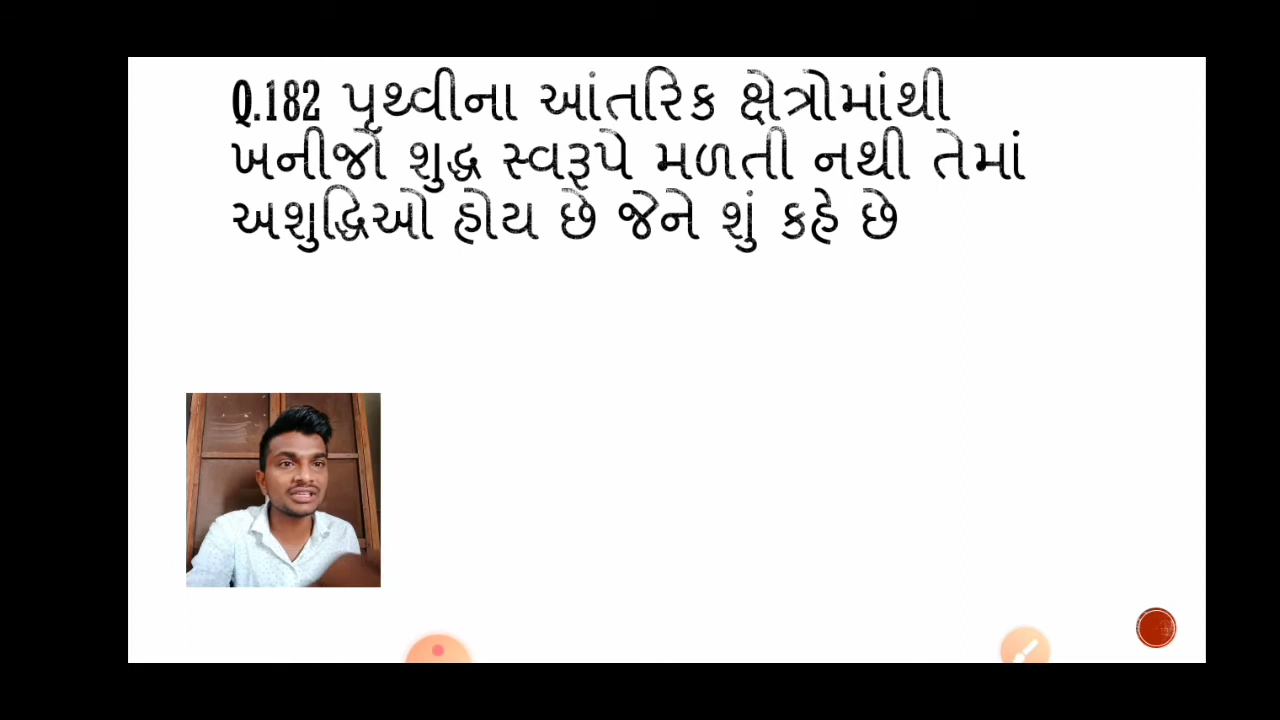 Q.182 પૃથ્વીના આંતરિક ક્ષેત્રોમાંથી
ખનીજો શુદ્ધ સ્વરૂપે મળતી નથી તેમાં
અશુદ્ધિઓ હોય છે જેને શું કહે છે